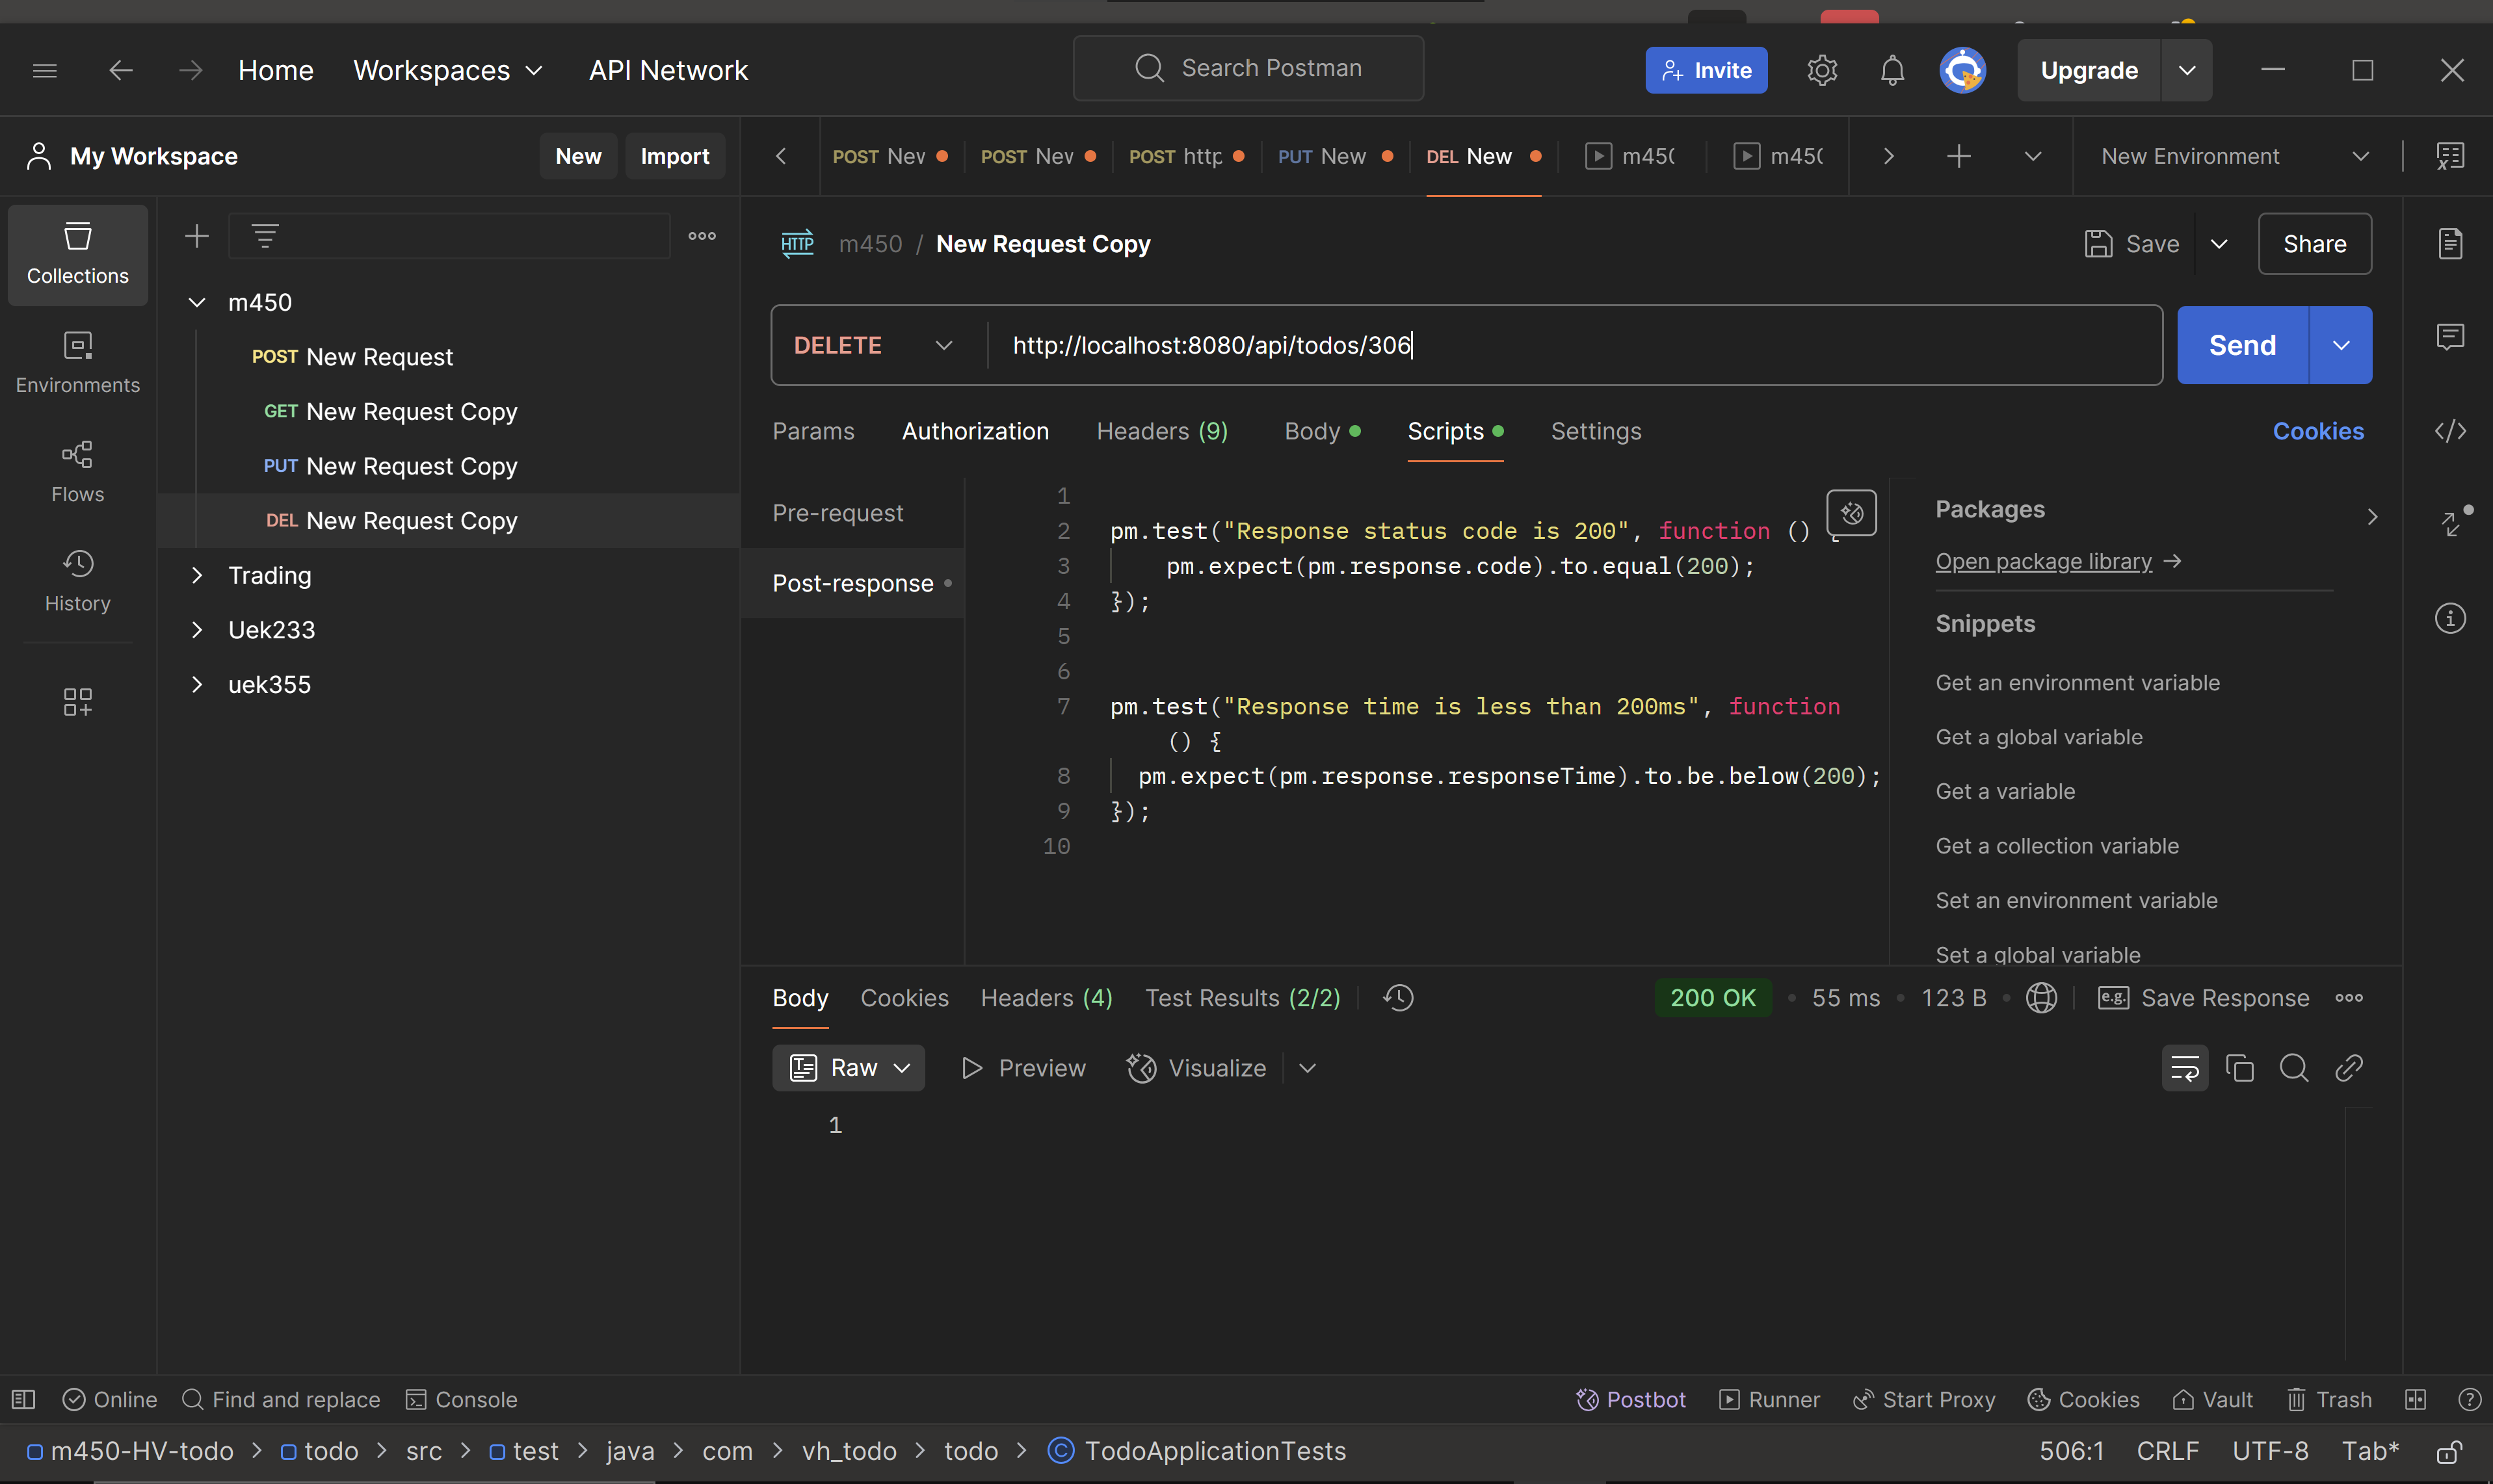 Home Workspaces API Network Search Postman Invite Upgrade
My Workspace New Import
POST Nev POST Nev POST http PUT New DEL New m45( m45( New Environment
Collections
Environments
Flows
History
m450
POST New Request
GET New Request Copy
PUT New Request Copy
DEL New Request Copy
Trading
Uek233
uek355
HTTP m450 / New Request Copy Save Share
DELETE http://localhost:8080/api/todos/306 Send
Params Authorization Headers (9) Body Scripts Settings Cookies
Pre-request
Post-response
1
2 pm.test("Response status code is 200", function () {
3 pm.expect(pm.response.code).to.equal(200);
4 });
5
6
7 pm.test("Response time is less than 200ms", function
() {
8 pm.expect(pm.response.responseTime).to.be.below(200);
9 });
10
Packages
Open package library →
Snippets
Get an environment variable
Get a global variable
Get a variable
Get a collection variable
Set an environment variable
Set a global variable
Body Cookies Headers (4) Test Results (2/2) 200 OK • 55 ms • 123 B • e.g. Save Response
Raw Preview Visualize
1
Online Find and replace Console Postbot Runner Start Proxy Cookies Vault Trash
m450-HV-todo > todo > src > test > java > com > vh_todo > todo > TodoApplicationTests 506:1 CRLF UTF-8 Tab*